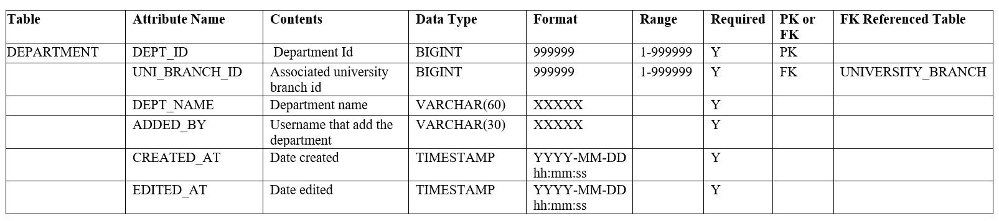 Table Attribute Name Contents Data Type Format Range Required PK or FK FK Referenced Table
DEPARTMENT DEPT_ID Department Id BIGINT 999999 1-999999 Y PK
UNI_BRANCH_ID Associated university branch id BIGINT 999999 1-999999 Y FK UNIVERSITY_BRANCH
DEPT_NAME Department name VARCHAR(60) XXXXX Y
ADDED_BY Username that add the department VARCHAR(30) XXXXX Y
CREATED_AT Date created TIMESTAMP YYYY-MM-DD hh:mm:ss Y
EDITED_AT Date edited TIMESTAMP YYYY-MM-DD hh:mm:ss Y